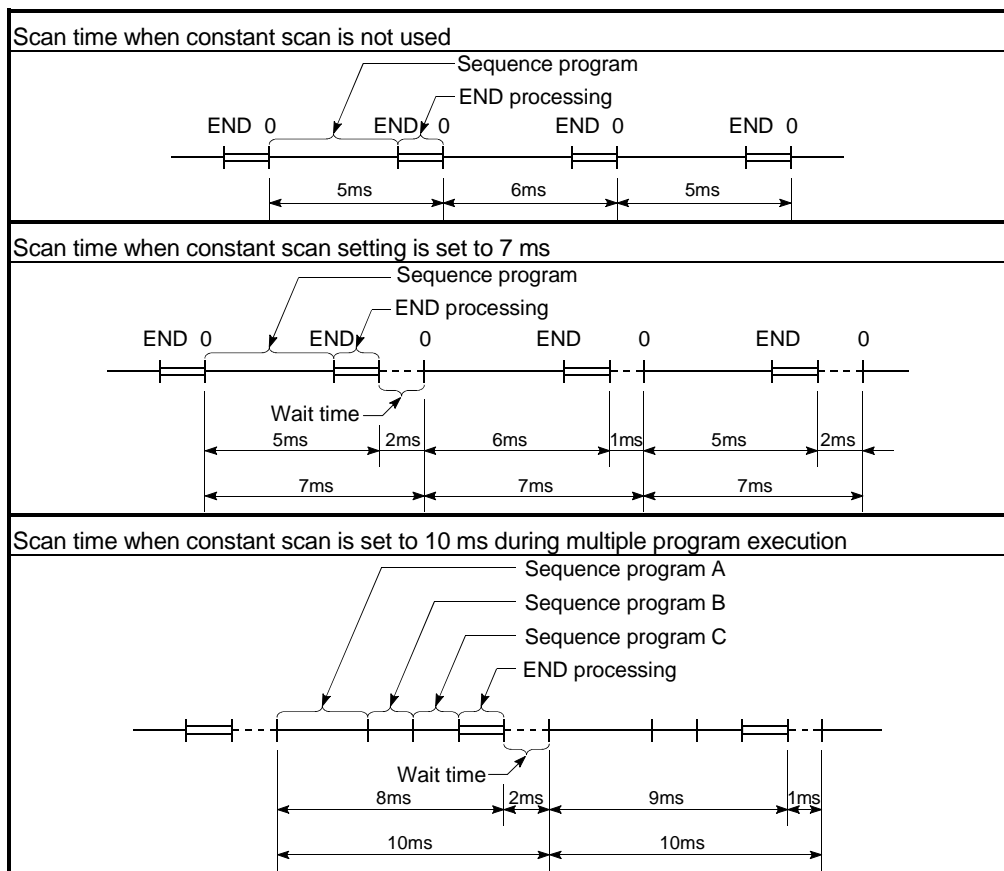 Scan time when constant scan is not used
Sequence program
END processing
END 0 END 0 END 0 END 0
5ms 6ms 5ms
Scan time when constant scan setting is set to 7 ms
Sequence program
END processing
END 0 END 0 END 0 END 0
Wait time
5ms 2ms 6ms 1ms 5ms 2ms
7ms 7ms 7ms
Scan time when constant scan is set to 10 ms during multiple program execution
Sequence program A
Sequence program B
Sequence program C
END processing
Wait time
8ms 2ms 9ms 1ms
10ms 10ms